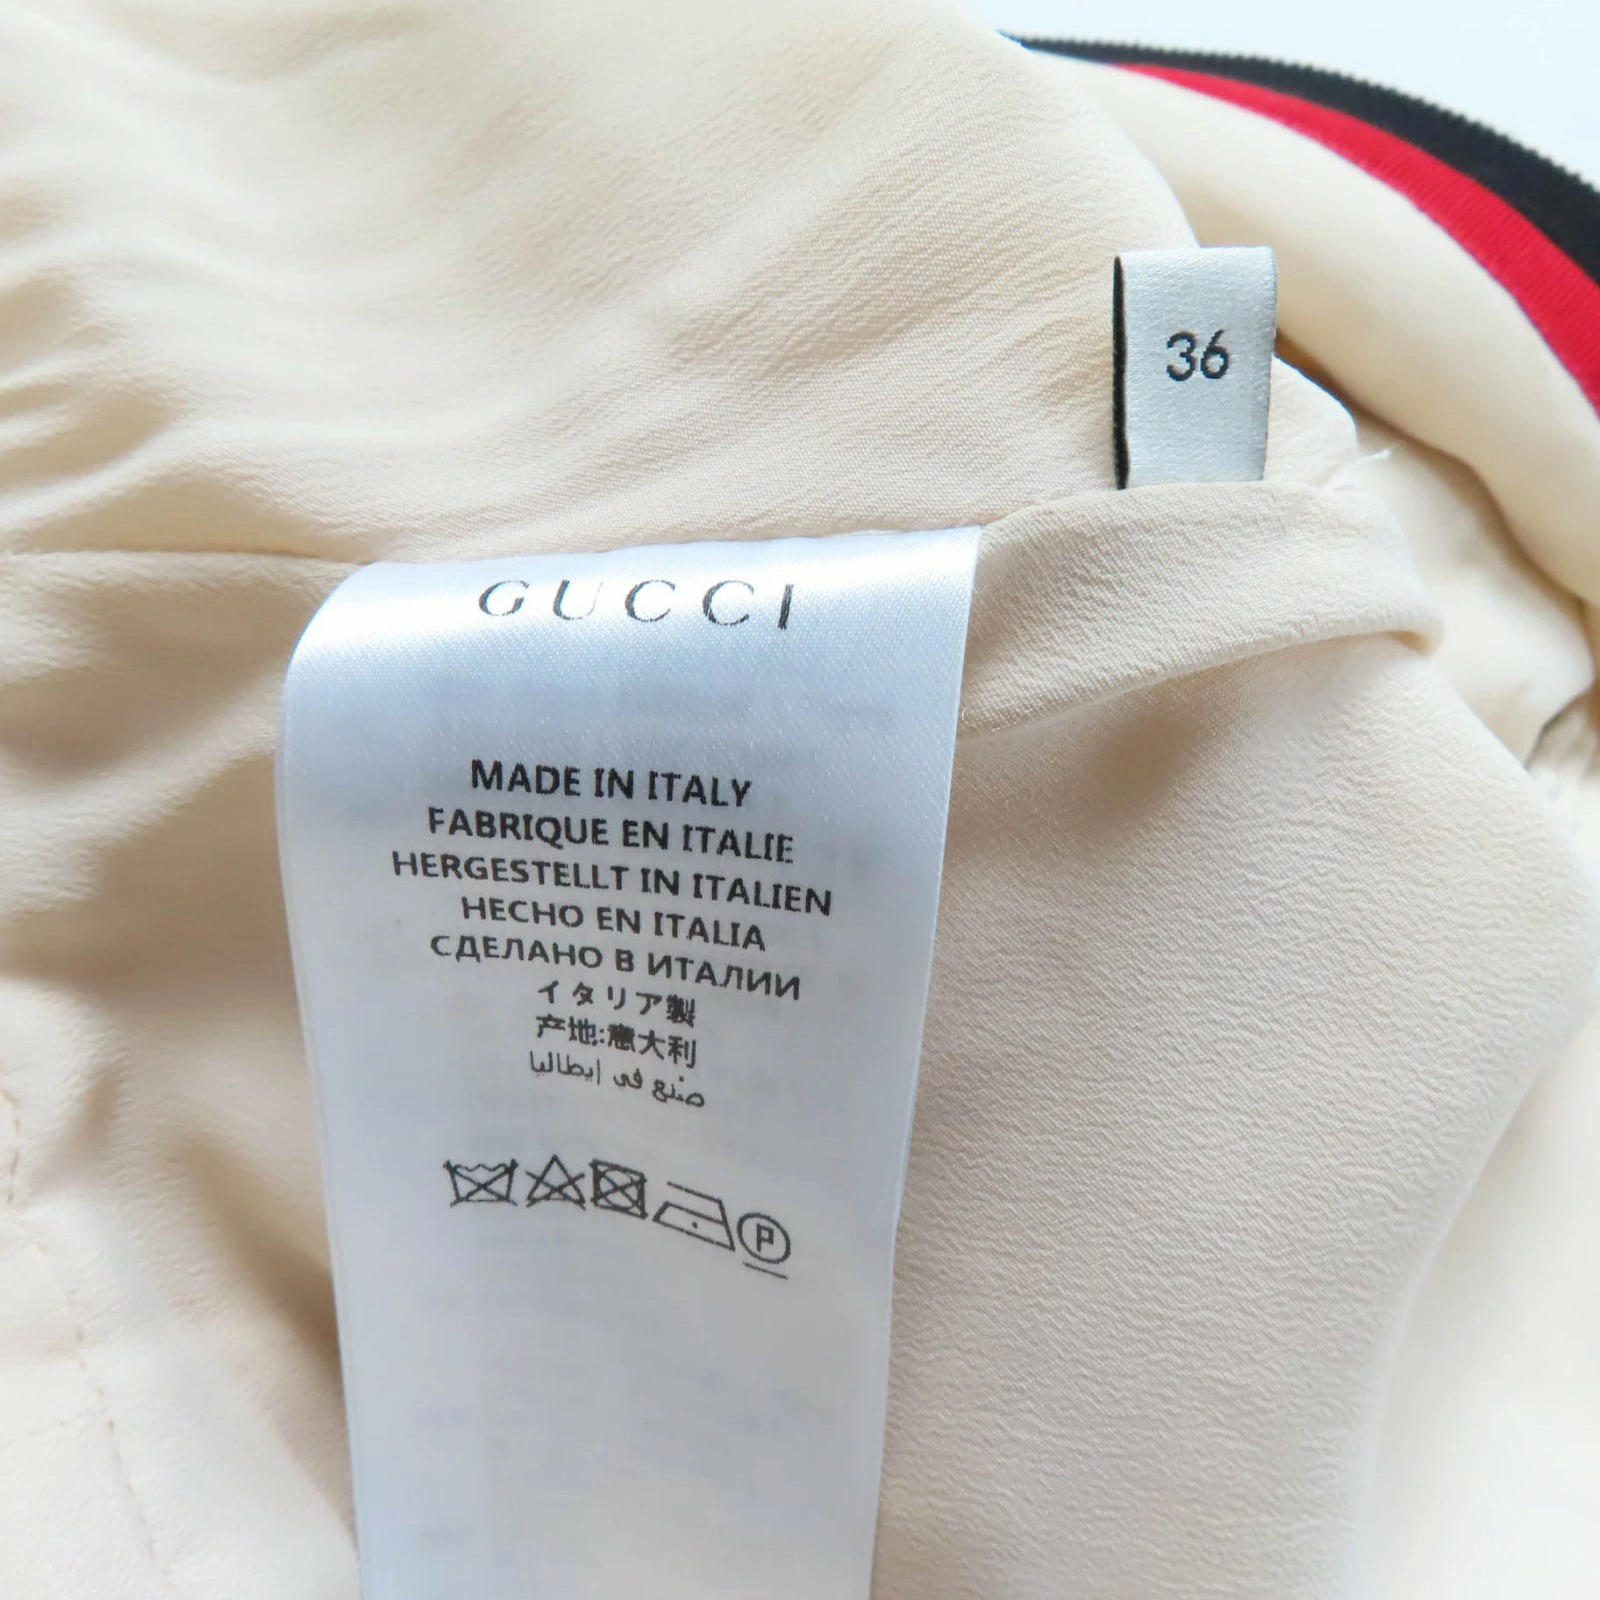 36
GUCCI
MADE IN ITALY
FABRIQUE EN ITALIE
HERGESTELLT IN ITALIEN
HECHO EN ITALIA
СДЕЛАНО В ИТАЛИИ
イタリア製
产地:意大利
صنع في إيطاليا
P